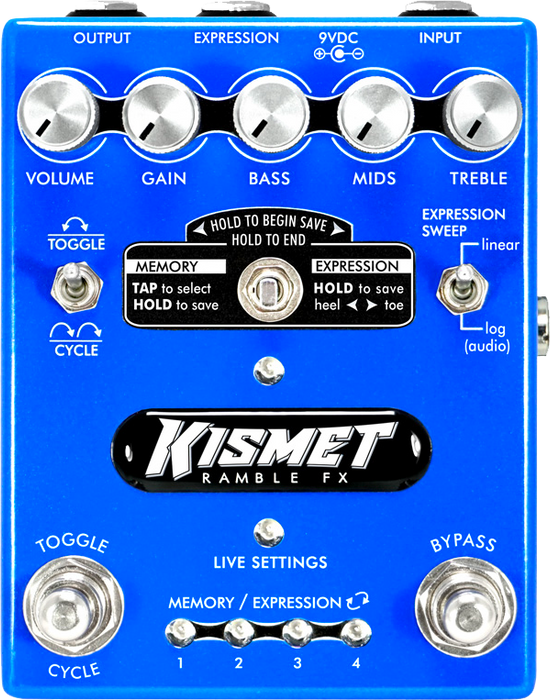 OUTPUT
EXPRESSION
9VDC
INPUT
VOLUME
GAIN
BASS
MIDS
TREBLE
TOGGLE
CYCLE
HOLD TO BEGIN SAVE
HOLD TO END
MEMORY
TAP to select
HOLD to save
EXPRESSION
HOLD to save
heel toe
EXPRESSION
SWEEP
linear
log
(audio)
KISMET
RAMBLE FX
LIVE SETTINGS
TOGGLE
CYCLE
MEMORY / EXPRESSION
1 2 3 4
BYPASS